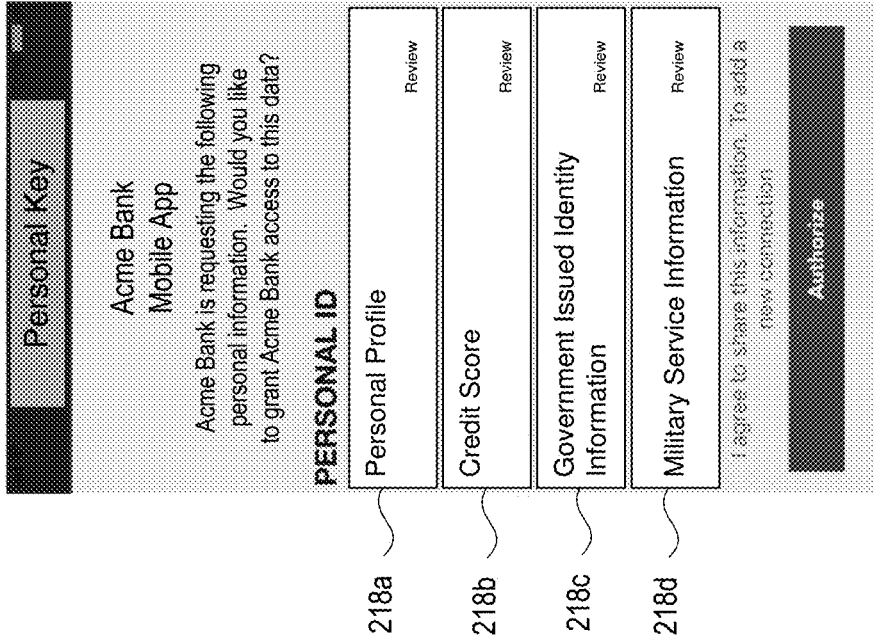 Personal Key
Acme Bank
Mobile App
Acme Bank is requesting the following
personal information. Would you like
to grant Acme Bank access to this data?
PERSONAL ID
218a
Personal Profile
Review
218b
Credit Score
Review
218c
Government Issued Identity
Information
Review
218d
Military Service Information
Review
I agree to share this information. To add a
new connection
Authorize